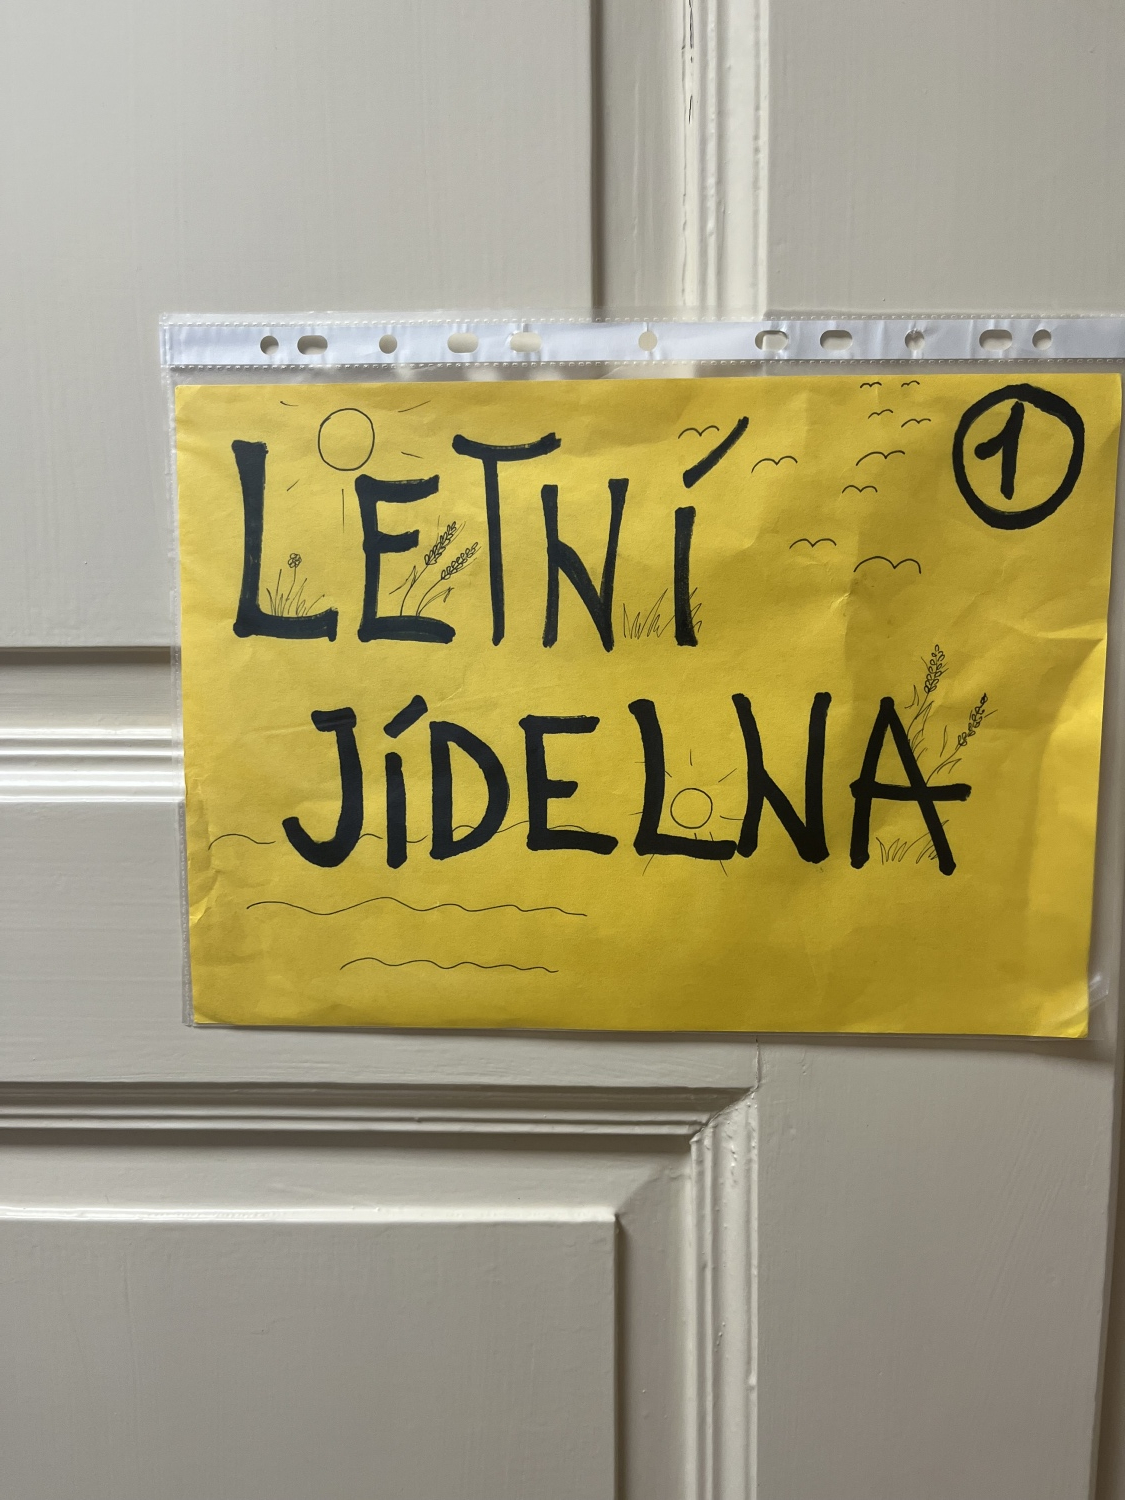 LETNÍ
1
JÍDELNA